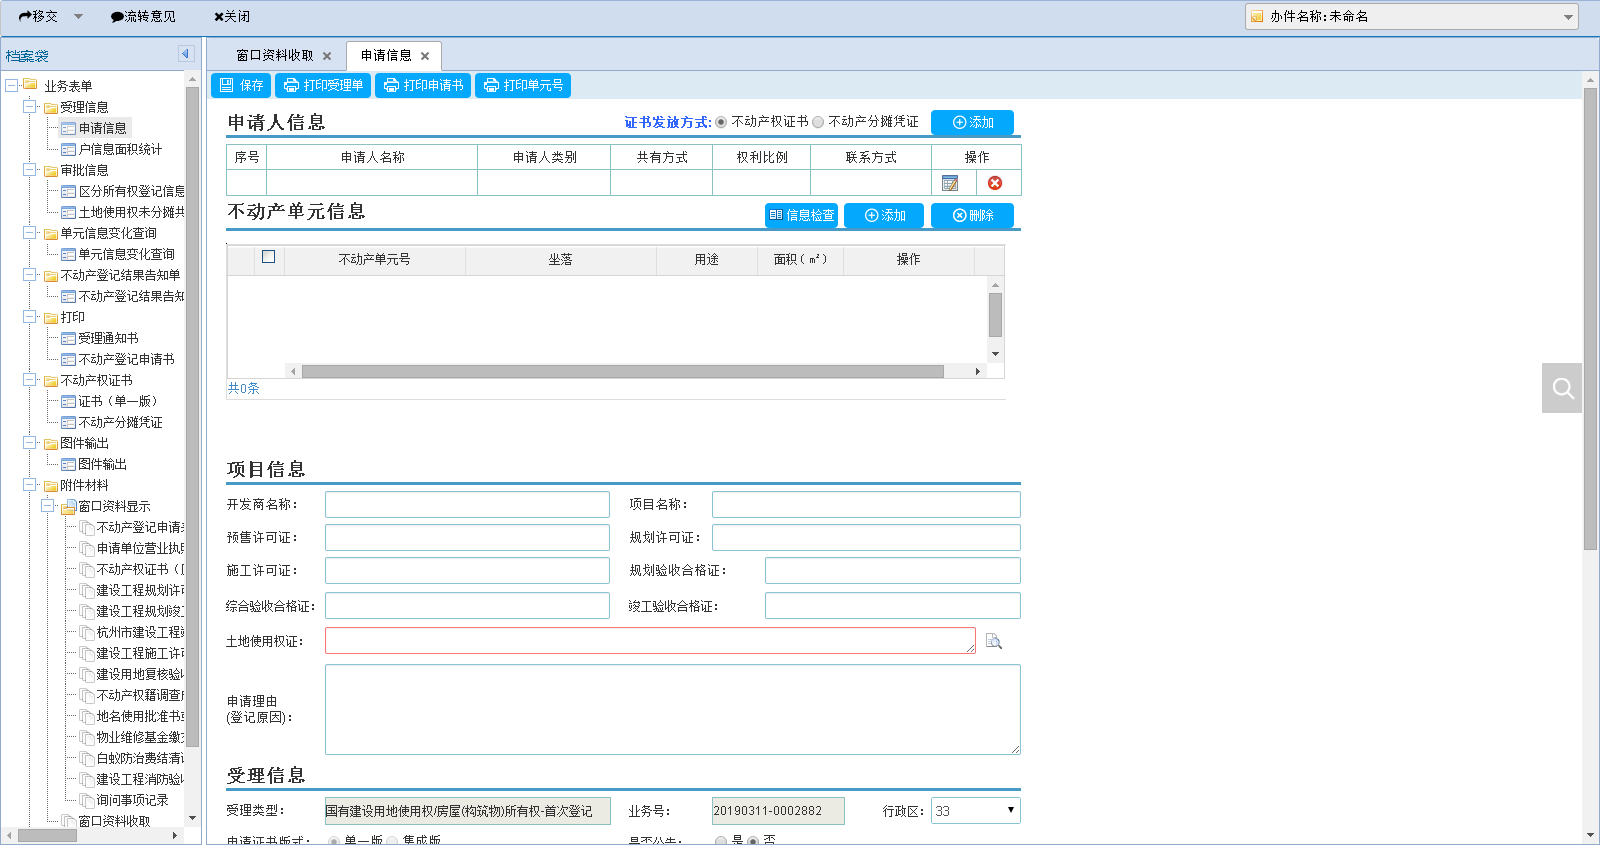 移交 流转意见 关闭 办件名称:未命名
档案袋
窗口资料收取 申请信息
保存 打印受理单 打印申请书 打印单元号
业务表单
受理信息
申请信息
户信息面积统计
审批信息
区分所有权登记信息
土地使用权未分摊共
单元信息变化查询
单元信息变化查询
不动产登记结果告知单
不动产登记结果告知
打印
受理通知书
不动产登记申请书
不动产权证书
证书（单一版）
不动产分摊凭证
图件输出
图件输出
附件材料
窗口资料显示
不动产登记申请
申请单位营业执
不动产权证书（
建设工程规划许
建设工程规划竣
杭州市建设工程
建设工程施工许
建设用地复核验
不动产权籍调查
地名使用批准书
物业维修基金缴
白蚁防治费结清
建设工程消防验
询问事项记录
窗口资料收取
申请人信息 证书发放方式: 不动产权证书 不动产分摊凭证 添加
序号 申请人名称 申请人类别 共有方式 权利比例 联系方式 操作
不动产单元信息 信息检查 添加 删除
不动产单元号 坐落 用途 面积（㎡） 操作
共0条
项目信息
开发商名称： 项目名称：
预售许可证： 规划许可证：
施工许可证： 规划验收合格证：
综合验收合格证： 竣工验收合格证：
土地使用权证：
申请理由
(登记原因)：
受理信息
受理类型： 国有建设用地使用权/房屋(构筑物)所有权-首次登记 业务号： 20190311-0002882 行政区： 33
申请证书版式： 单一版 集成版 是否公告： 是 否